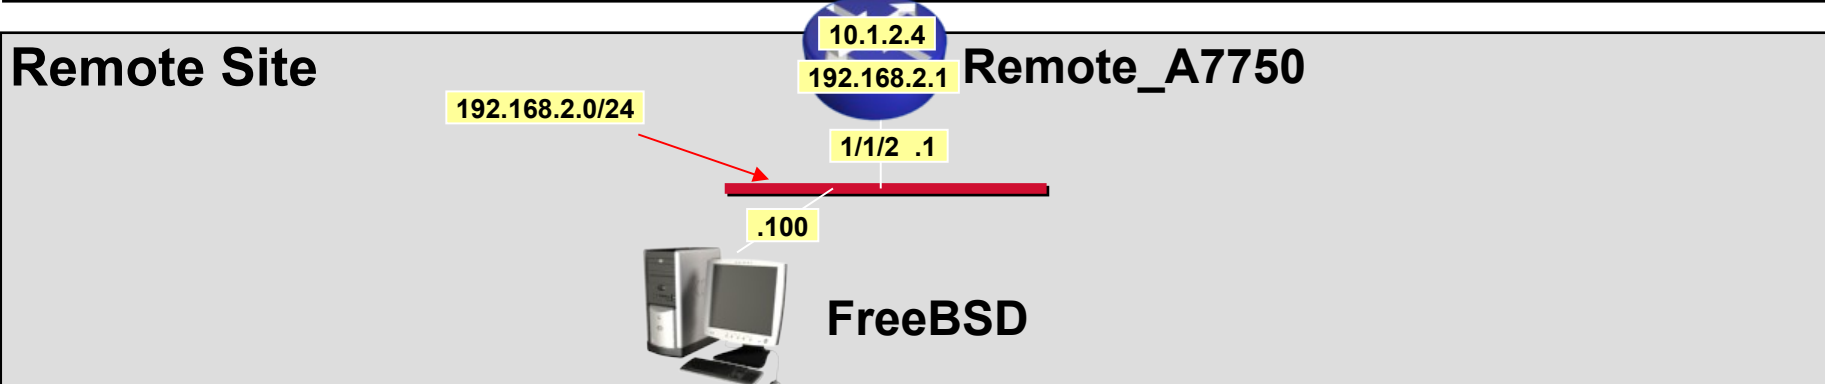 10.1.2.4
Remote Site
192.168.2.1
Remote_A7750
192.168.2.0/24
1/1/2 .1
.100
FreeBSD